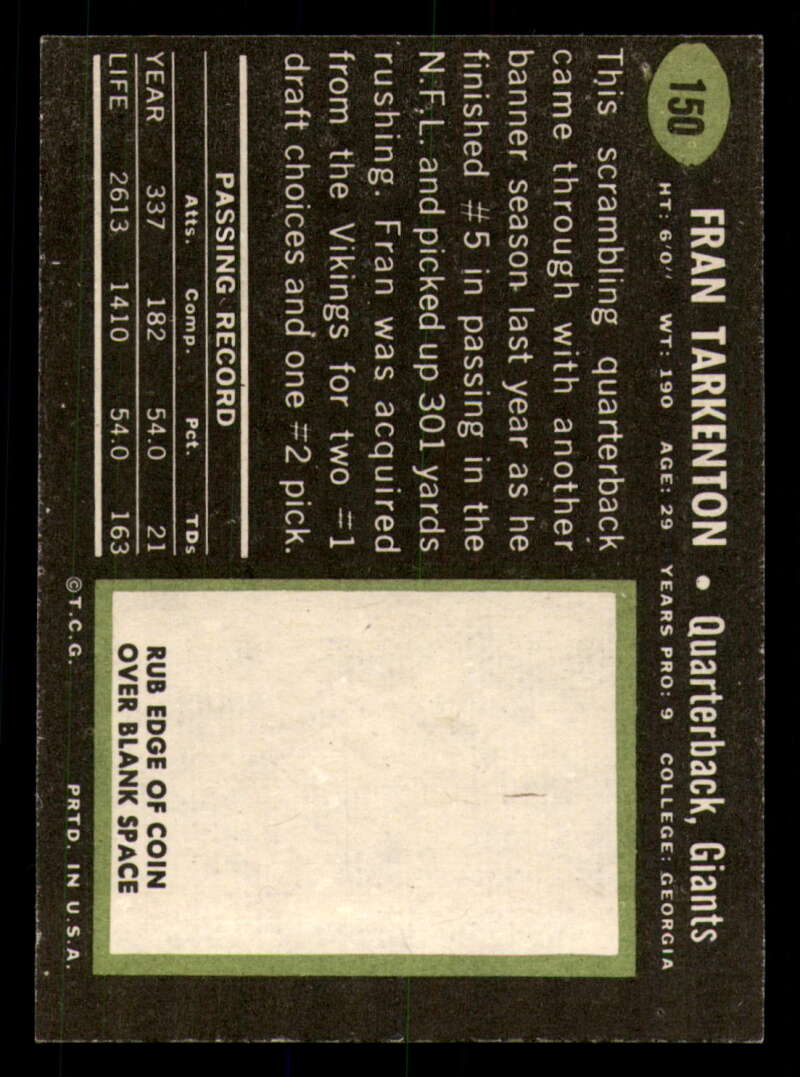 150
FRAN TARKENTON • Quarterback, Giants
HT: 6'0" WT: 190 AGE: 29 YEARS PRO: 9 COLLEGE: GEORGIA
This scrambling quarterback
came through with another
banner season last year as he
finished #5 in passing in the
N.F.L. and picked up 301 yards
rushing. Fran was acquired
from the Vikings for two #1
draft choices and one #2 pick.
PASSING RECORD
Atts. Comp. Pct. TDs
YEAR 337 182 54.0 21
LIFE 2613 1410 54.0 163
RUB EDGE OF COIN
OVER BLANK SPACE
©T.C.G. PRTD. IN U.S.A.